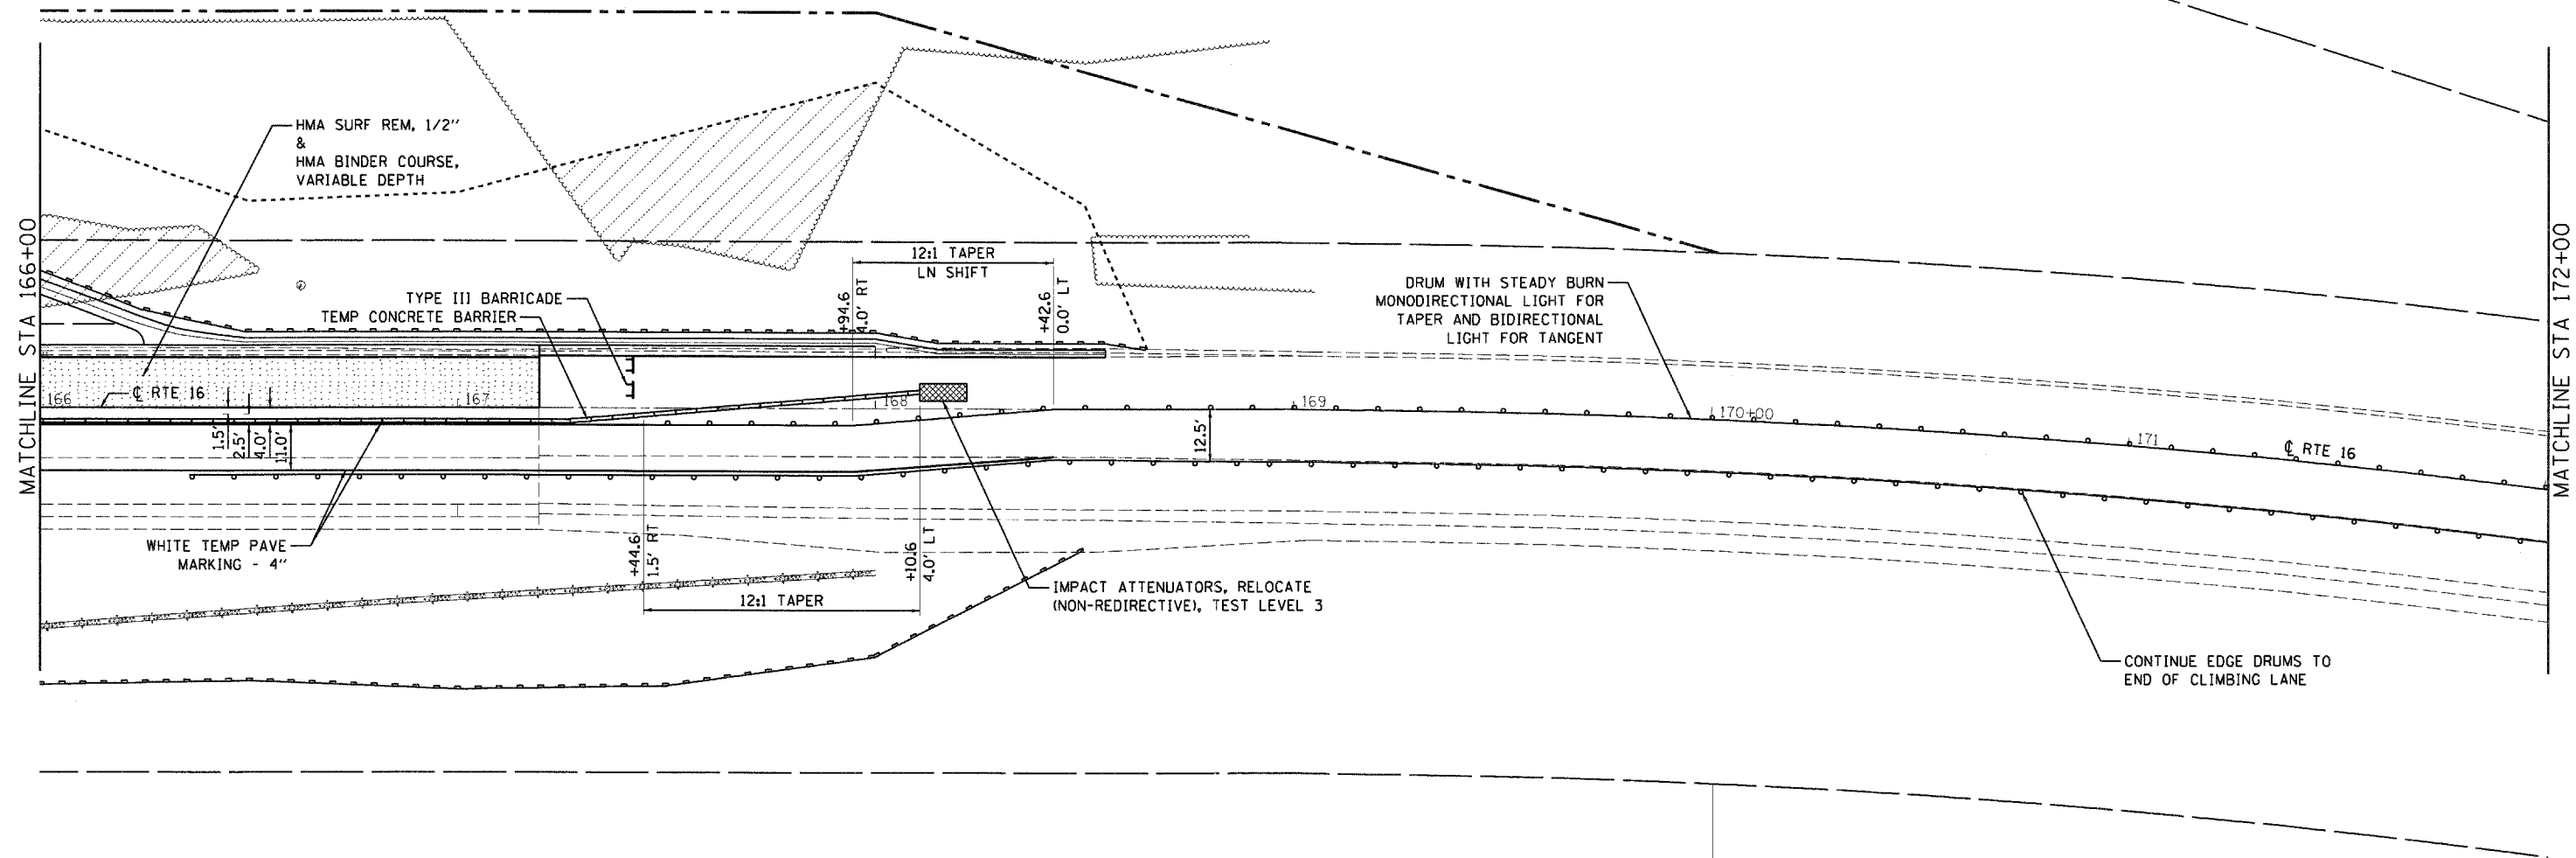 MATCHLINE STA 166+00
HMA SURF REM, 1/2"
&
HMA BINDER COURSE,
VARIABLE DEPTH
TYPE III BARRICADE
TEMP CONCRETE BARRIER
12:1 TAPER
LN SHIFT
+94.6
4.0' RT
+42.6
0.0' LT
DRUM WITH STEADY BURN
MONODIRECTIONAL LIGHT FOR
TAPER AND BIDIRECTIONAL
LIGHT FOR TANGENT
MATCHLINE STA 172+00
166
℄ RTE 16
167
168
169
170+00
171
℄ RTE 16
1.5'
2.5'
4.0'
11.0'
12.5'
WHITE TEMP PAVE
MARKING - 4"
+44.6
1.5' RT
+10.6
4.0' LT
12:1 TAPER
IMPACT ATTENUATORS, RELOCATE
(NON-REDIRECTIVE), TEST LEVEL 3
CONTINUE EDGE DRUMS TO
END OF CLIMBING LANE